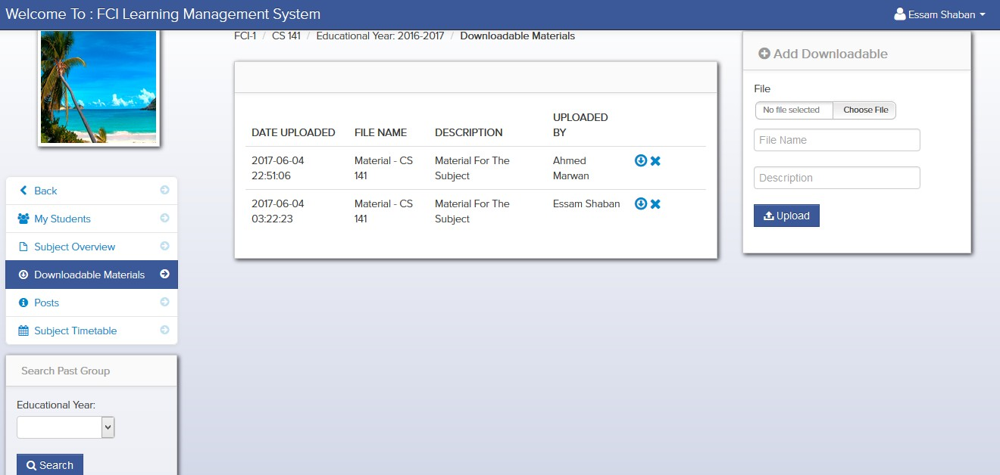 Welcome To : FCI Learning Management System
Essam Shaban
FCI-1 / CS 141 / Educational Year: 2016-2017 / Downloadable Materials
Back
My Students
Subject Overview
Downloadable Materials
Posts
Subject Timetable
Search Past Group
Educational Year:
Search
DATE UPLOADED FILE NAME DESCRIPTION UPLOADED
BY
2017-06-04 Material - CS Material For The Ahmed
22:51:06 141 Subject Marwan
2017-06-04 Material - CS Material For The Essam Shaban
03:22:23 141 Subject
Add Downloadable
File
No file selected Choose File
File Name
Description
Upload